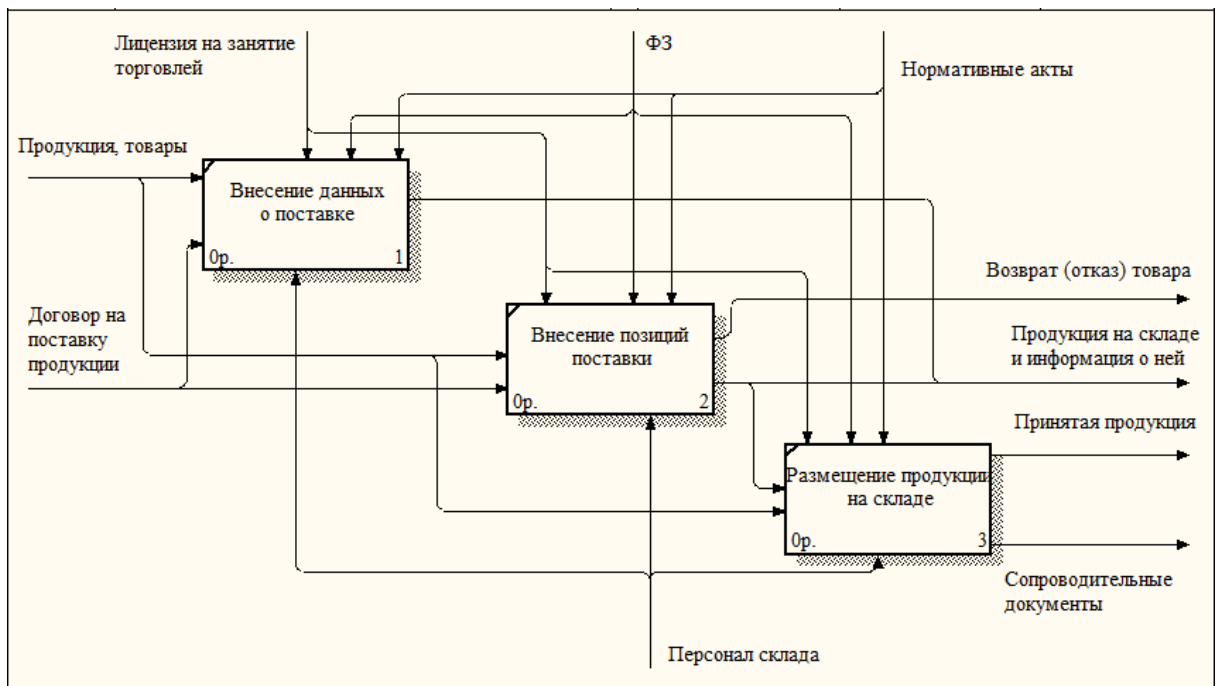 Лицензия на занятие
торговлей
ФЗ
Нормативные акты
Продукция, товары
Внесение данных
о поставке
0р.
1
Возврат (отказ) товара
Договор на
поставку
продукции
Внесение позиций
поставки
0р.
2
Продукция на складе
и информация о ней
Принятая продукция
Размещение продукции
на складе
0р.
3
Сопроводительные
документы
Персонал склада